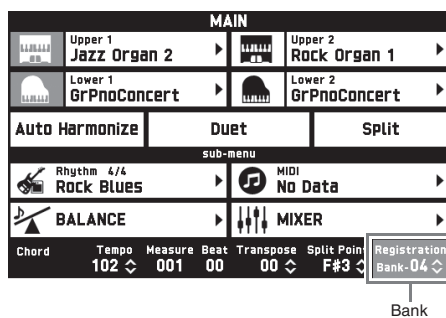 MAIN
Upper 1
Jazz Organ 2
Upper 2
Rock Organ 1
Lower 1
GrPnoConcert
Lower 2
GrPnoConcert
Auto Harmonize
Duet
Split
sub-menu
Rhythm 4/4
Rock Blues
MIDI
No Data
BALANCE
MIXER
Chord Tempo Measure Beat Transpose Split Poin Registration
102 001 00 00 F#3 Bank-04
Bank